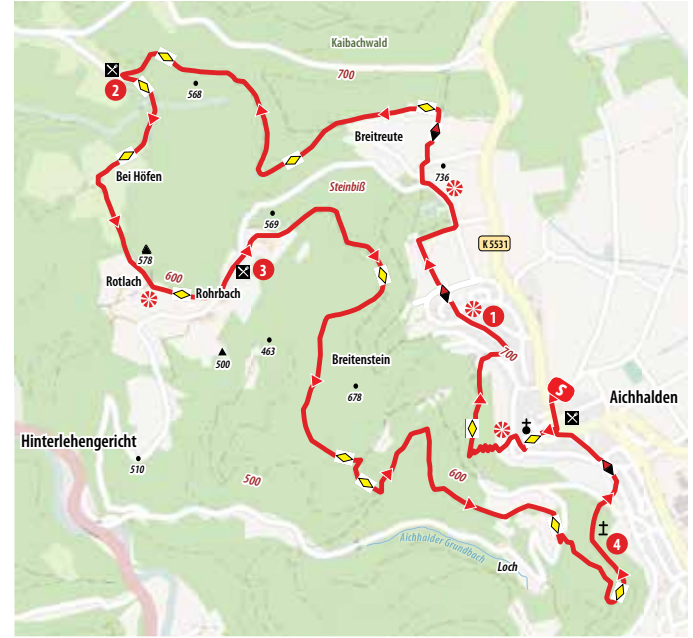 Kaibachwald
700
2
568
Breitreute
736
Bei Höfen
Steinbiß
569
K 5531
578
600
3
Rotlach
Rohrbach
1
463
500
700
Breitenstein
678
S
Aichhalden
Hinterlehengericht
510
500
600
4
Aichhalder Grundbach
Loch